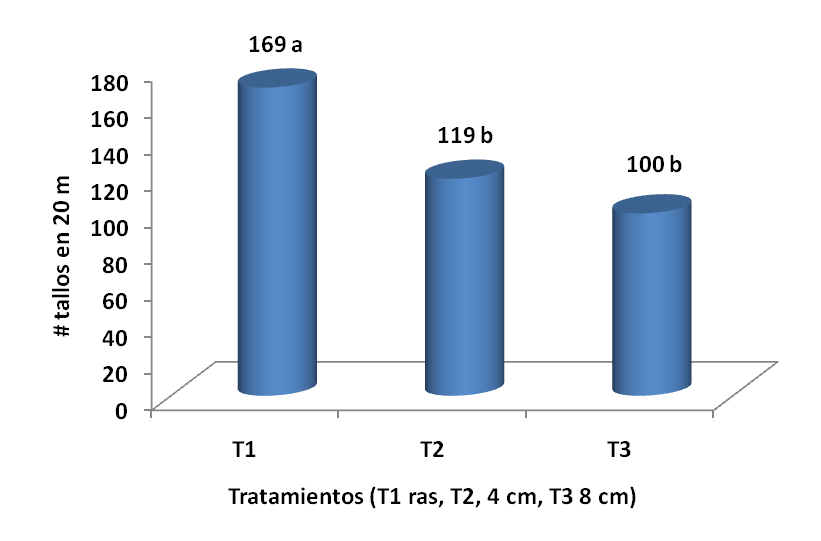 169 a
119 b
100 b
180
160
140
120
100
80
60
40
20
0
# tallos en 20 m
T1
T2
T3
Tratamientos (T1 ras, T2, 4 cm, T3 8 cm)